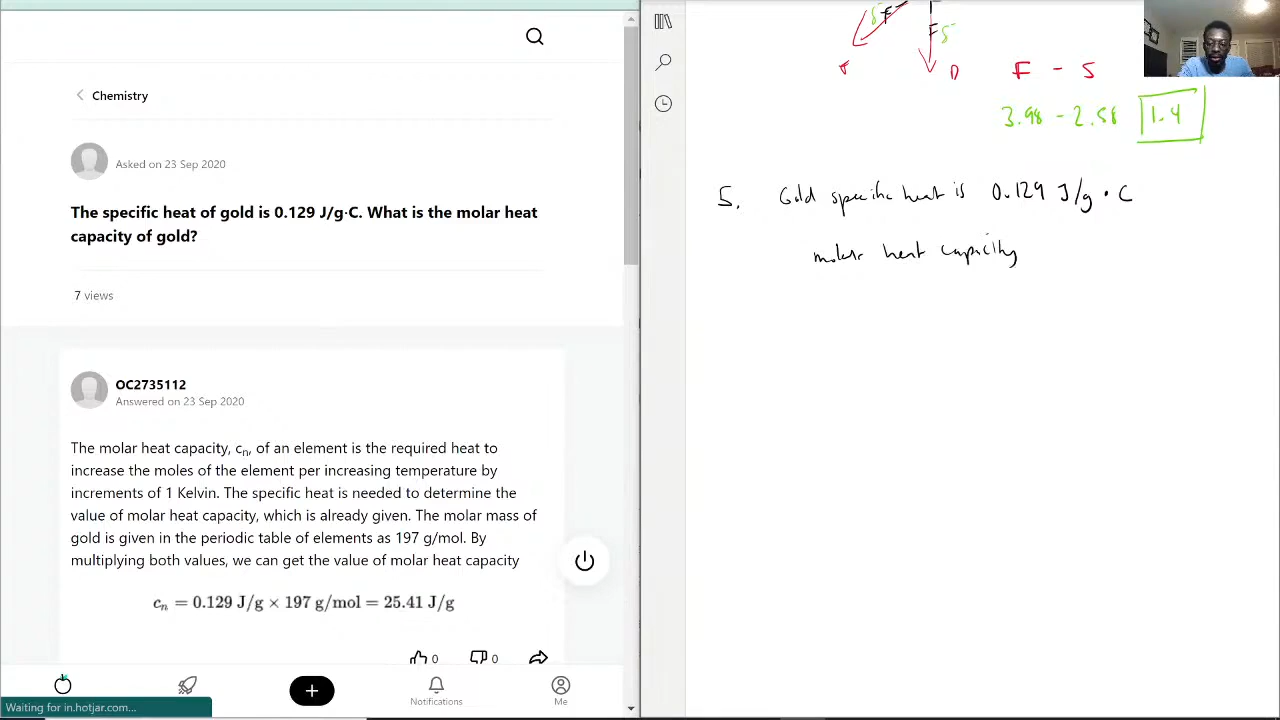 Chemistry
Asked on 23 Sep 2020
The specific heat of gold is 0.129 J/g·C. What is the molar heat
capacity of gold?
7 views
OC2735112
Answered on 23 Sep 2020
The molar heat capacity, cn, of an element is the required heat to
increase the moles of the element per increasing temperature by
increments of 1 Kelvin. The specific heat is needed to determine the
value of molar heat capacity, which is already given. The molar mass of
gold is given in the periodic table of elements as 197 g/mol. By
multiplying both values, we can get the value of molar heat capacity
cn = 0.129 J/g × 197 g/mol = 25.41 J/g
0
0
Notifications
Me
Waiting for in.hotjar.com...
F
F
δ-
D
F - S
3.98 - 2.58 1.4
5. Gold specific heat is 0.129 J/g · C
molar heat capacity